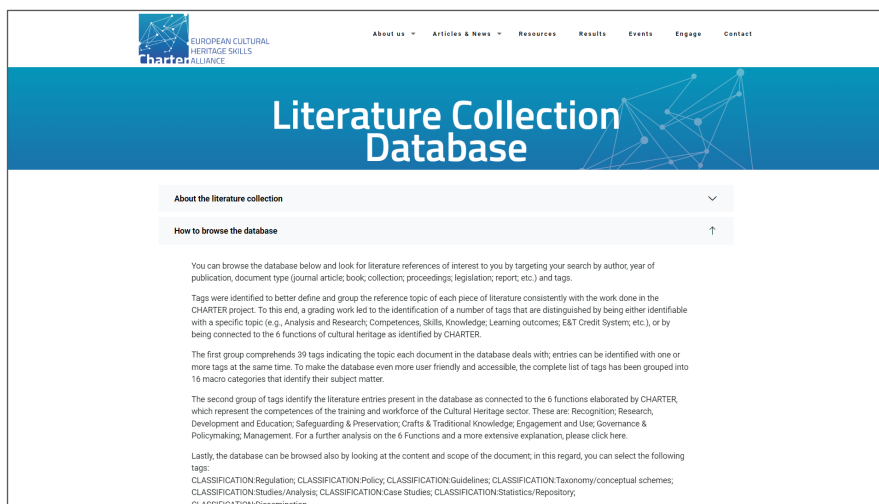 EUROPEAN CULTURAL
HERITAGE SKILLS
Charter ALLIANCE
About us Articles & News Resources Results Events Engage Contact
Literature Collection
Database
About the literature collection
How to browse the database
You can browse the database below and look for literature references of interest to you by targeting your search by author, year of
publication, document type (journal article; book; collection; proceedings; legislation; report; etc.) and tags.
Tags were identified to better define and group the reference topic of each piece of literature consistently with the work done in the
CHARTER project. To this end, a grading work led to the identification of a number of tags that are distinguished by being either identifiable
with a specific topic (e.g., Analysis and Research; Competences, Skills, Knowledge; Learning outcomes; E&T Credit System; etc.), or by
being connected to the 6 functions of cultural heritage as identified by CHARTER.
The first group comprehends 39 tags indicating the topic each document in the database deals with; entries can be identified with one or
more tags at the same time. To make the database even more user friendly and accessible, the complete list of tags has been grouped into
16 macro categories that identify their subject matter.
The second group of tags identify the literature entries present in the database as connected to the 6 functions elaborated by CHARTER,
which represent the competences of the training and workforce of the Cultural Heritage sector. These are: Recognition; Research,
Development and Education; Safeguarding & Preservation; Crafts & Traditional Knowledge; Engagement and Use; Governance &
Policymaking; Management. For a further analysis on the 6 Functions and a more extensive explanation, please click here.
Lastly, the database can be browsed also by looking at the content and scope of the document; in this regard, you can select the following
tags:
CLASSIFICATION:Regulation; CLASSIFICATION:Policy; CLASSIFICATION:Guidelines; CLASSIFICATION:Taxonomy/conceptual schemes;
CLASSIFICATION:Studies/Analysis; CLASSIFICATION:Case Studies; CLASSIFICATION:Statistics/Repository;
CLASSIFICATION:Dissemination